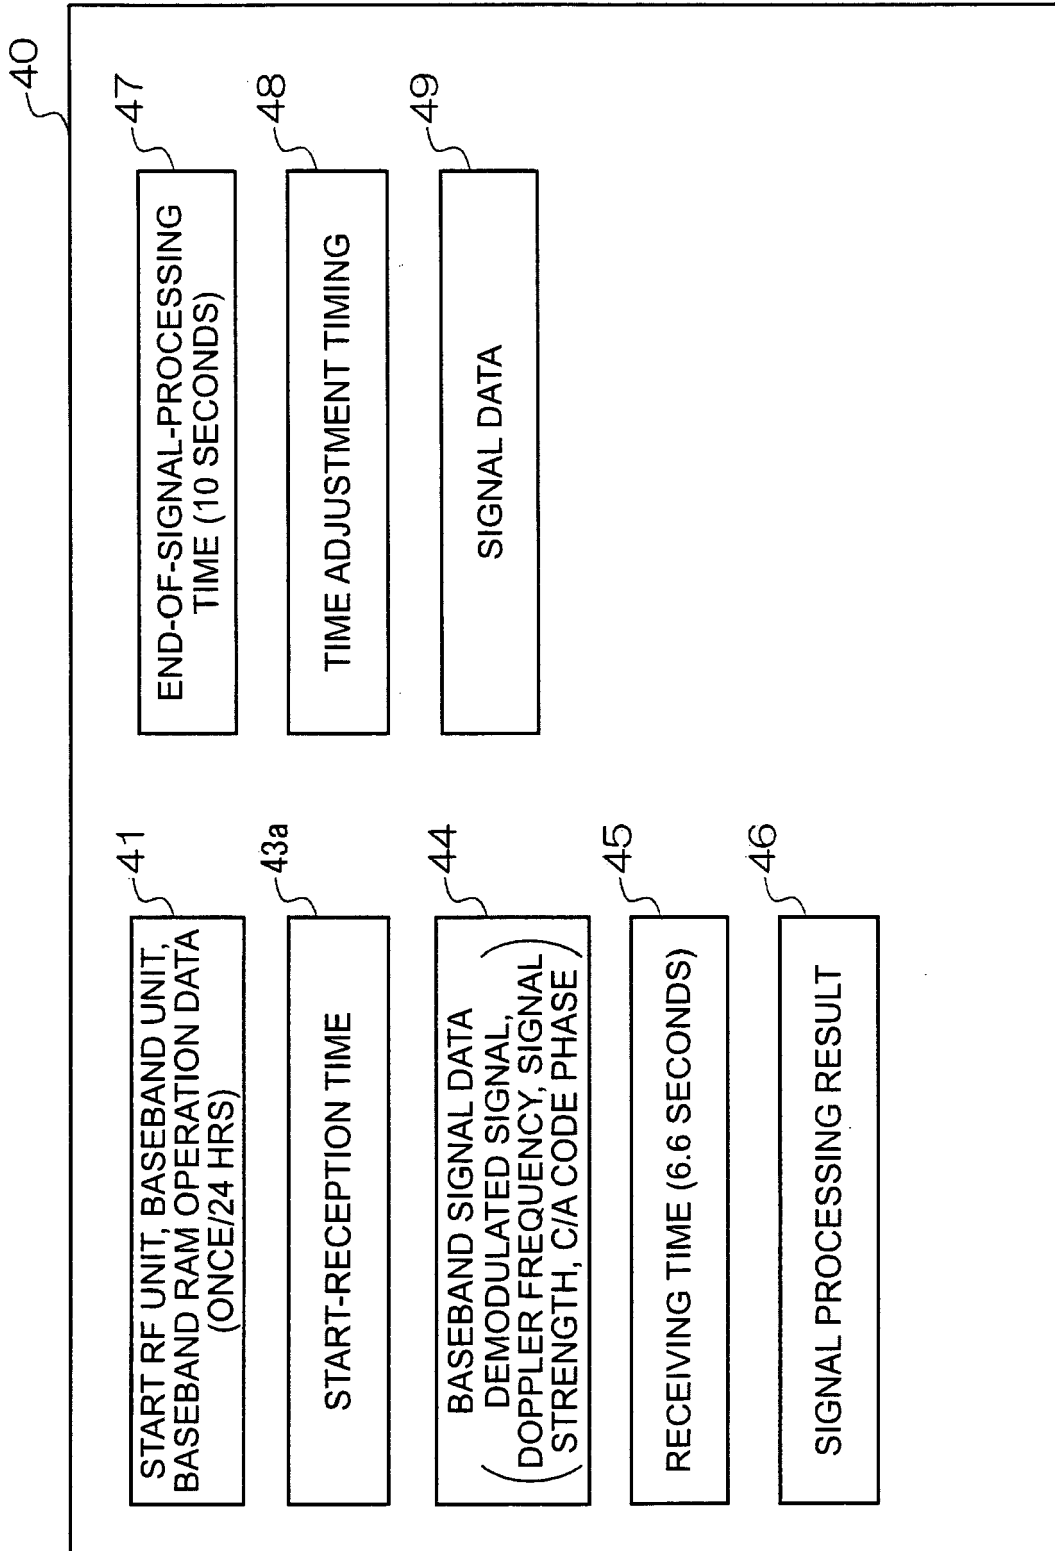 40
41
START RF UNIT, BASEBAND UNIT,
BASEBAND RAM OPERATION DATA
(ONCE/24 HRS)
43a
START-RECEPTION TIME
44
BASEBAND SIGNAL DATA
DEMODULATED SIGNAL,
DOPPLER FREQUENCY, SIGNAL
STRENGTH, C/A CODE PHASE
45
RECEIVING TIME (6.6 SECONDS)
46
SIGNAL PROCESSING RESULT
47
END-OF-SIGNAL-PROCESSING
TIME (10 SECONDS)
48
TIME ADJUSTMENT TIMING
49
SIGNAL DATA